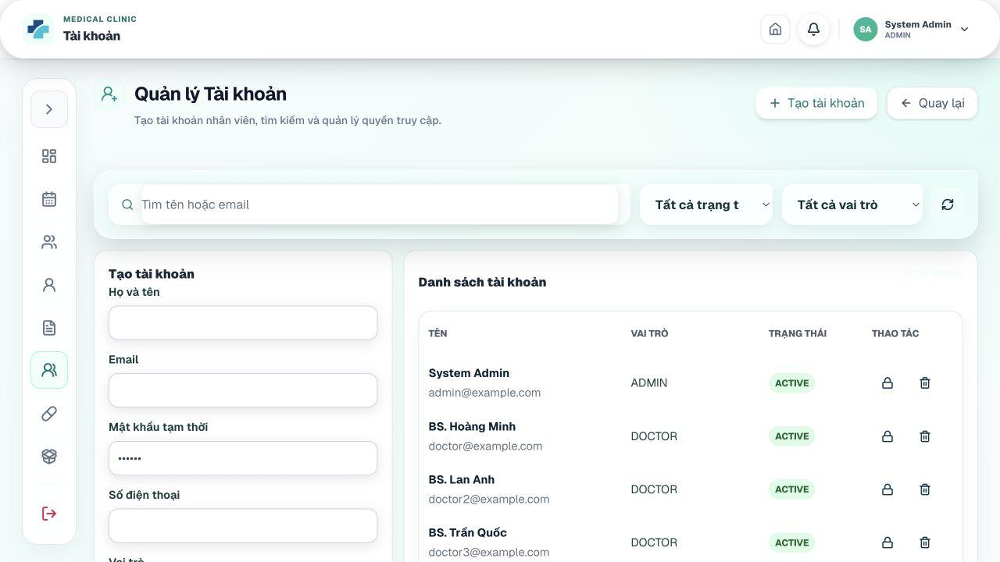 MEDICAL CLINIC
Tài khoản
SA
System Admin
ADMIN
Quản lý Tài khoản
Tạo tài khoản nhân viên, tìm kiếm và quản lý quyền truy cập.
Tạo tài khoản
Quay lại
Tìm tên hoặc email
Tất cả trạng t
Tất cả vai trò
Tạo tài khoản
Họ và tên
Email
Mật khẩu tạm thời
••••••
Số điện thoại
Vai trò
10 tài khoản
Danh sách tài khoản
TÊN VAI TRÒ TRẠNG THÁI THAO TÁC
System Admin
admin@example.com
ADMIN
ACTIVE
BS. Hoàng Minh
doctor@example.com
DOCTOR
ACTIVE
BS. Lan Anh
doctor2@example.com
DOCTOR
ACTIVE
BS. Trần Quốc
doctor3@example.com
DOCTOR
ACTIVE